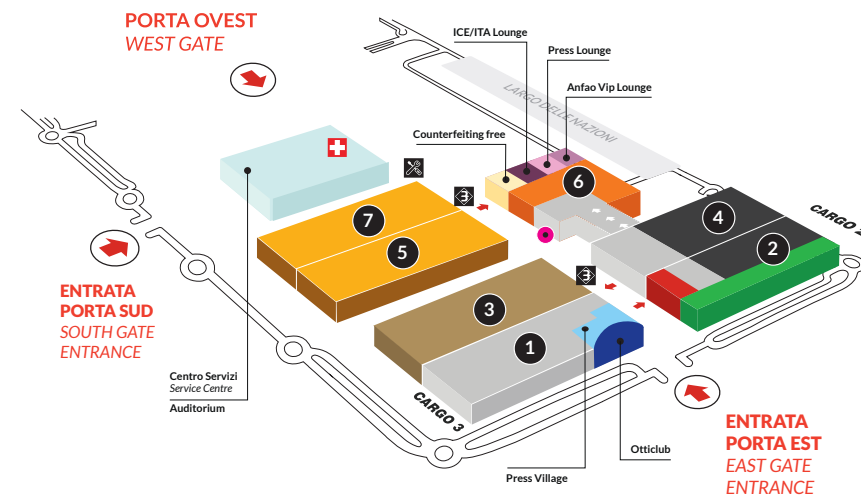 PORTA OVEST
WEST GATE
ICE/ITA Lounge
Press Lounge
Anfao Vip Lounge
LARGO DELLE NAZIONI
Counterfeiting free
6
7
5
4
2
CARGO 2
3
1
ENTRATA
PORTA SUD
SOUTH GATE
ENTRANCE
Centro Servizi
Service Centre
Auditorium
CARGO 3
Press Village
Otticlub
ENTRATA
PORTA EST
EAST GATE
ENTRANCE